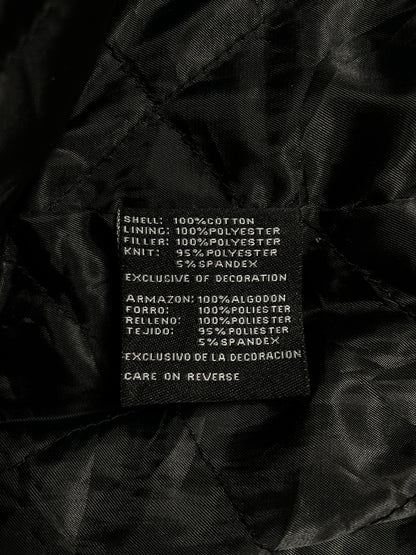 SHELL: 100%COTTON
LINING: 100%POLYESTER
FILLER: 100%POLYESTER
KNIT: 95%POLYESTER
5%SPANDEX
EXCLUSIVE OF DECORATION
ARMAZON: 100%ALGODON
FORRO: 100%POLIESTER
RELLENO: 100%POLIESTER
TEJIDO: 95%POLIESTER
5%SPANDEX
EXCLUSIVO DE LA DECORACION
CARE ON REVERSE